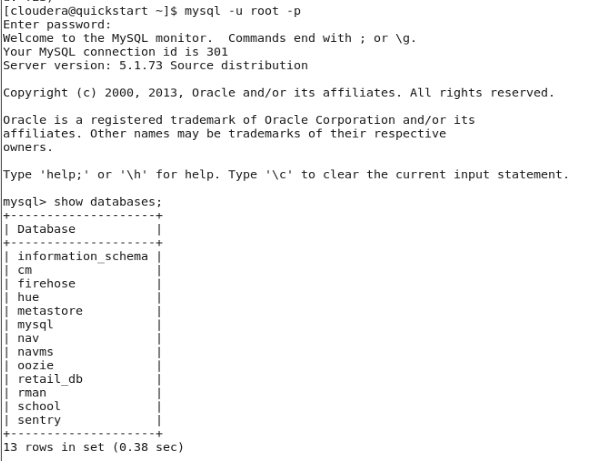 [cloudera@quickstart ~]$ mysql -u root -p
Enter password:
Welcome to the MySQL monitor.  Commands end with ; or \g.
Your MySQL connection id is 301
Server version: 5.1.73 Source distribution

Copyright (c) 2000, 2013, Oracle and/or its affiliates. All rights reserved.

Oracle is a registered trademark of Oracle Corporation and/or its
affiliates. Other names may be trademarks of their respective
owners.

Type 'help;' or '\h' for help. Type '\c' to clear the current input statement.

mysql> show databases;
+--------------------+
| Database           |
+--------------------+
| information_schema |
| cm                 |
| firehose           |
| hue                |
| metastore          |
| mysql              |
| nav                |
| navms              |
| oozie              |
| retail_db          |
| rman               |
| school             |
| sentry             |
+--------------------+
13 rows in set (0.38 sec)